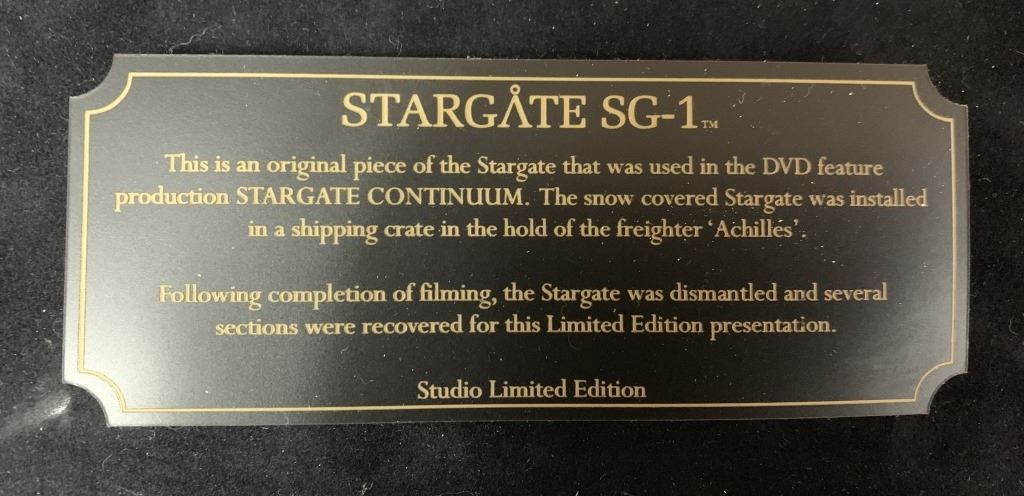 STARGÅTE SG-1™
This is an original piece of the Stargate that was used in the DVD feature
production STARGATE CONTINUUM. The snow covered Stargate was installed
in a shipping crate in the hold of the freighter ‘Achilles’.
Following completion of filming, the Stargate was dismantled and several
sections were recovered for this Limited Edition presentation.
Studio Limited Edition